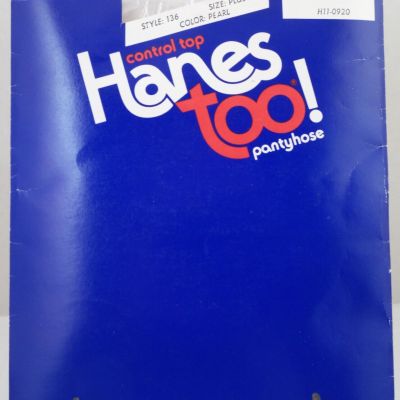 SIZE: PLUS
STYLE: 136
COLOR: PEARL
H11-0920
control top
Hanes
too!
pantyhose